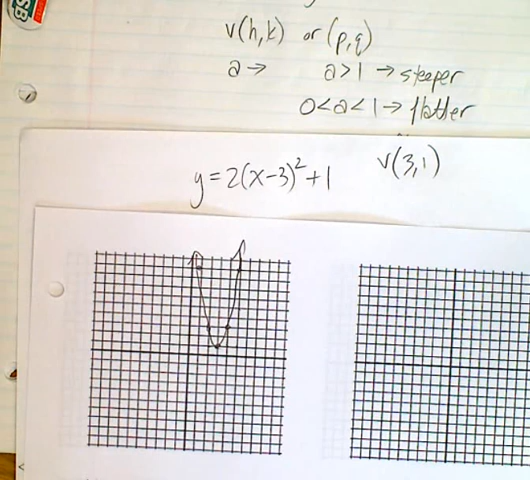 v(h,k) or (p,q)
a → a>1 → steeper
0<a<1 → flatter
y=2(x-3)²+1 v(3,1)